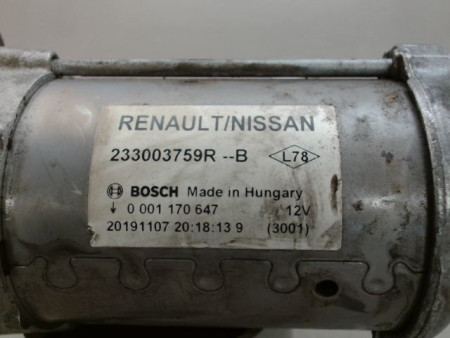 RENAULT/NISSAN
233003759R --B L78
BOSCH Made in Hungary
↓ 0 001 170 647 12V
20191107 20:18:13 9 (3001)